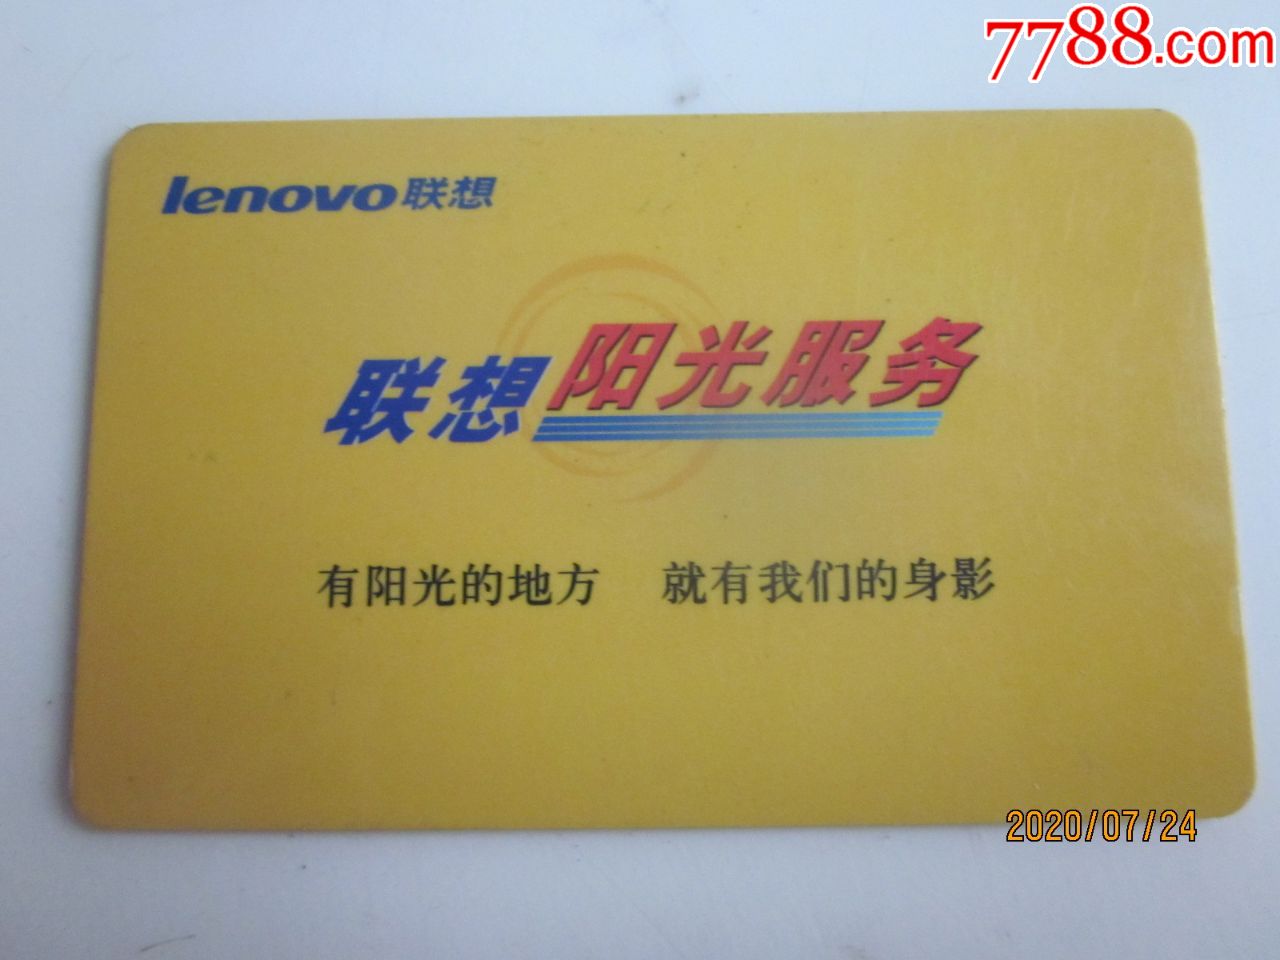 7788.com
lenovo联想
联想阳光服务
有阳光的地方 就有我们的身影
2020/07/24